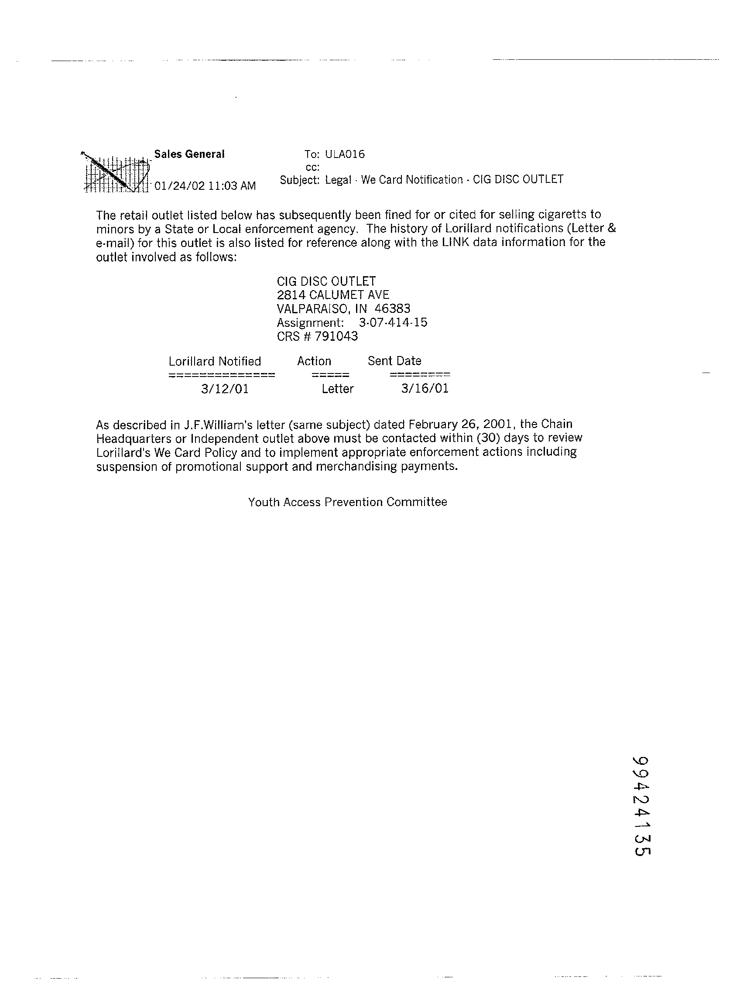 Sales General
01/24/02 11:03 AM
To: ULA016
cc:
Subject: Legal - We Card Notification - CIG DISC OUTLET
The retail outlet listed below has subsequently been fined for or cited for selling cigaretts to
minors by a State or Local enforcement agency. The history of Lorillard notifications (Letter &
e-mail) for this outlet is also listed for reference along with the LINK data information for the
outlet involved as follows:
CIG DISC OUTLET
2814 CALUMET AVE
VALPARAISO, IN 46383
Assignment: 3-07-414-15
CRS # 791043
Lorillard Notified Action Sent Date
============== ===== ========
3/12/01 Letter 3/16/01
As described in J.F.William's letter (same subject) dated February 26, 2001, the Chain
Headquarters or Independent outlet above must be contacted within (30) days to review
Lorillard's We Card Policy and to implement appropriate enforcement actions including
suspension of promotional support and merchandising payments.
Youth Access Prevention Committee
99424135